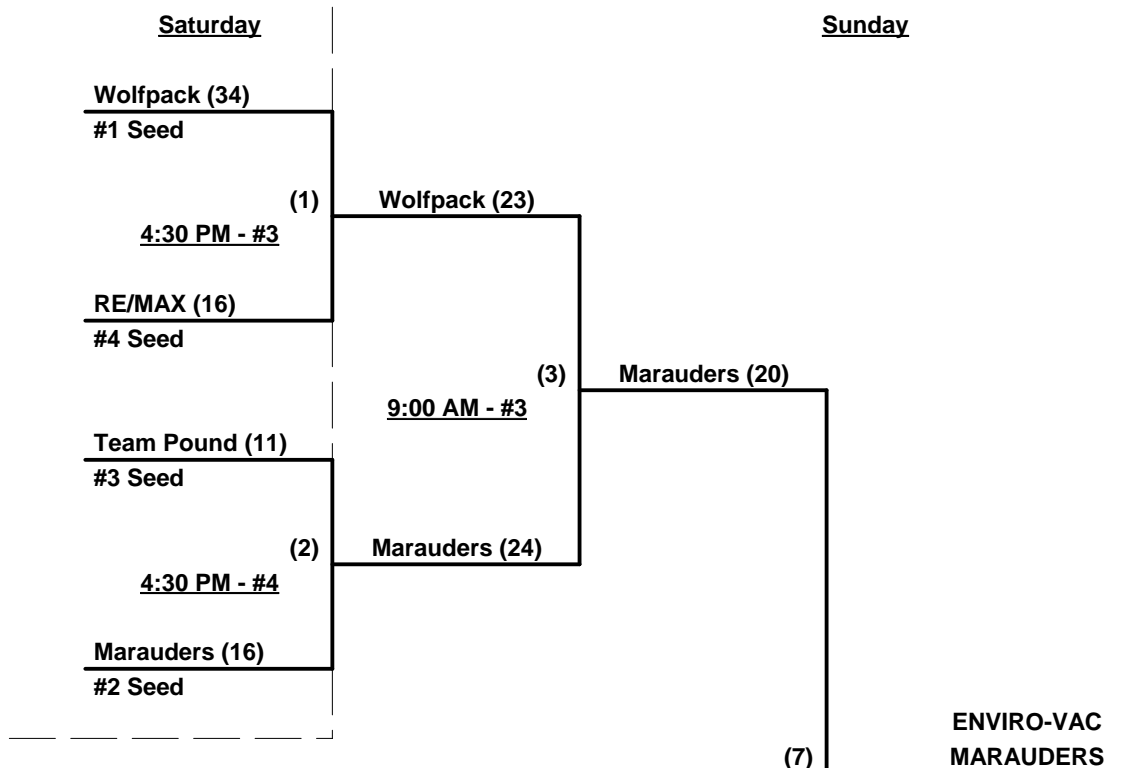 Saturday
Sunday
Wolfpack (34)
#1 Seed
(1)
Wolfpack (23)
4:30 PM - #3
RE/MAX (16)
#4 Seed
(3)
Marauders (20)
9:00 AM - #3
Team Pound (11)
#3 Seed
(2)
Marauders (24)
4:30 PM - #4
Marauders (16)
#2 Seed
ENVIRO-VAC
(7)
MARAUDERS